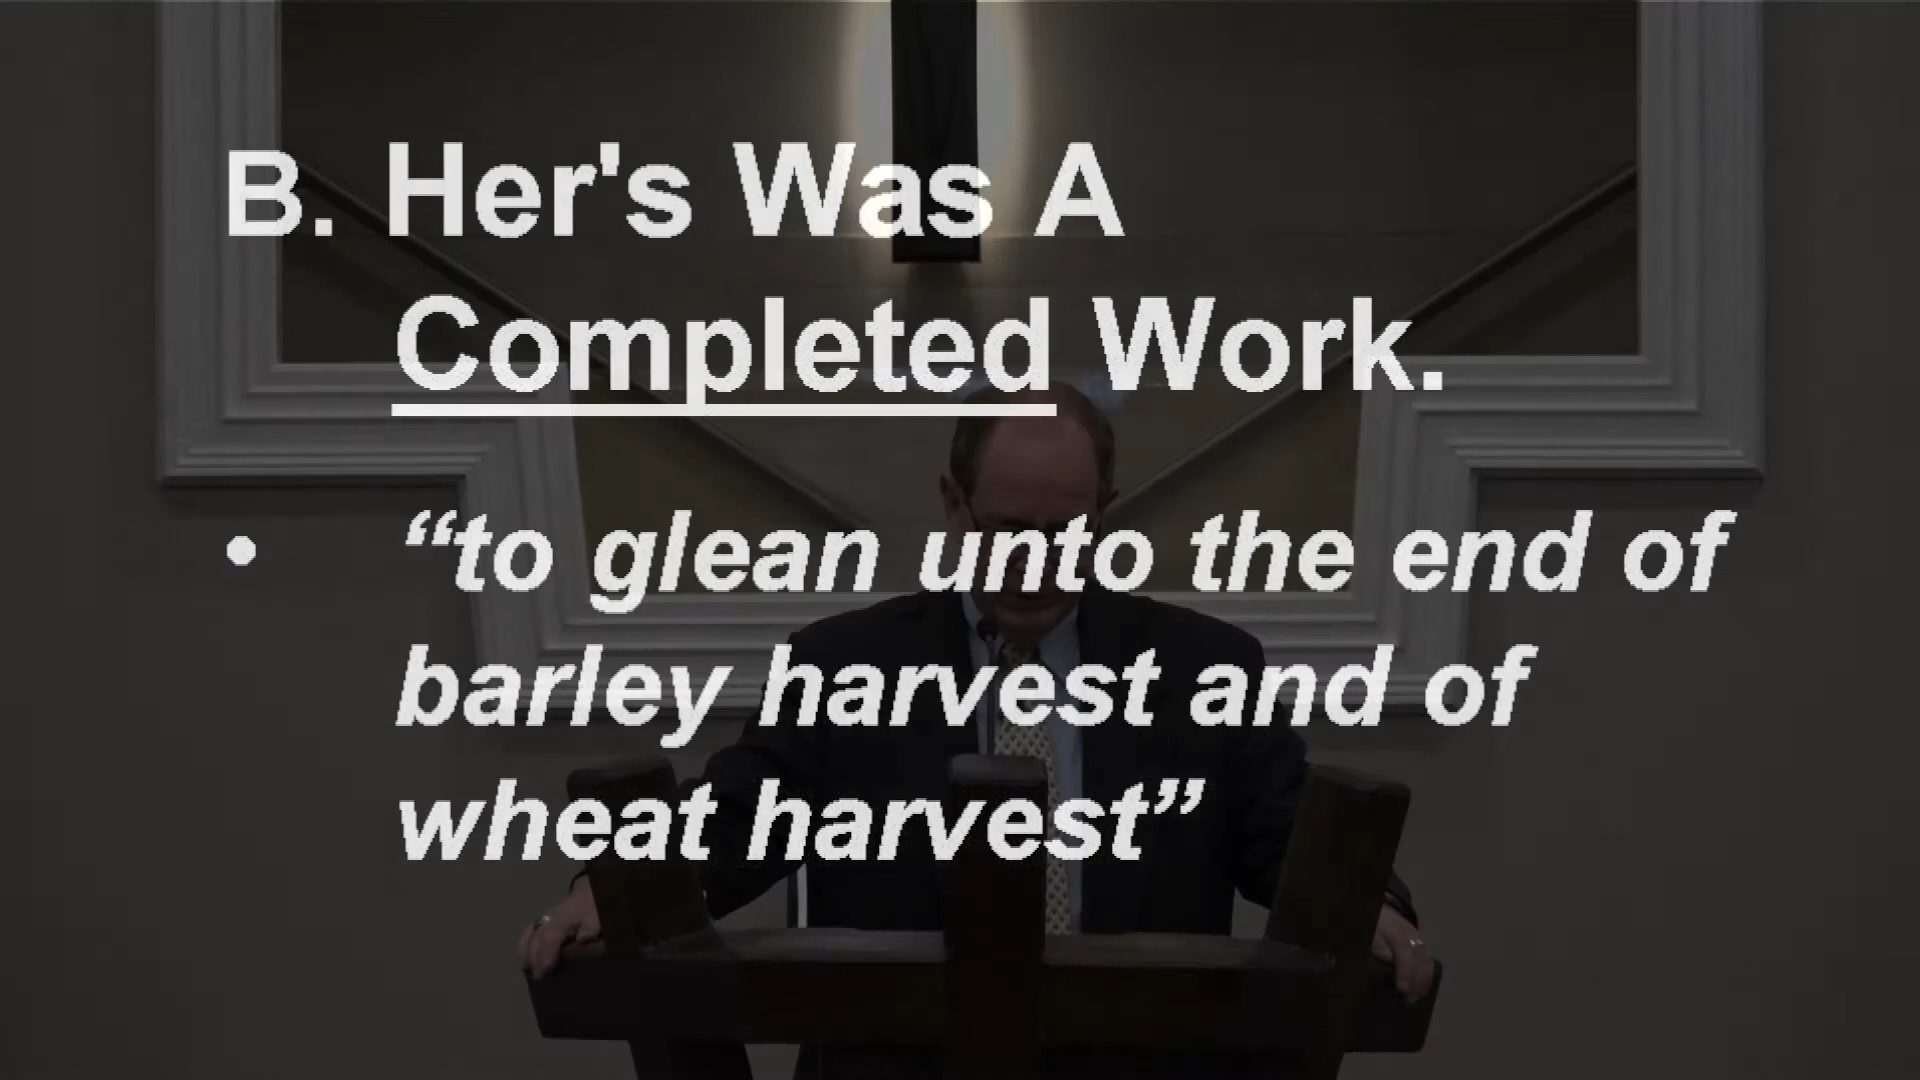 B. Her's Was A
Completed Work.
• “to glean unto the end of
barley harvest and of
wheat harvest”